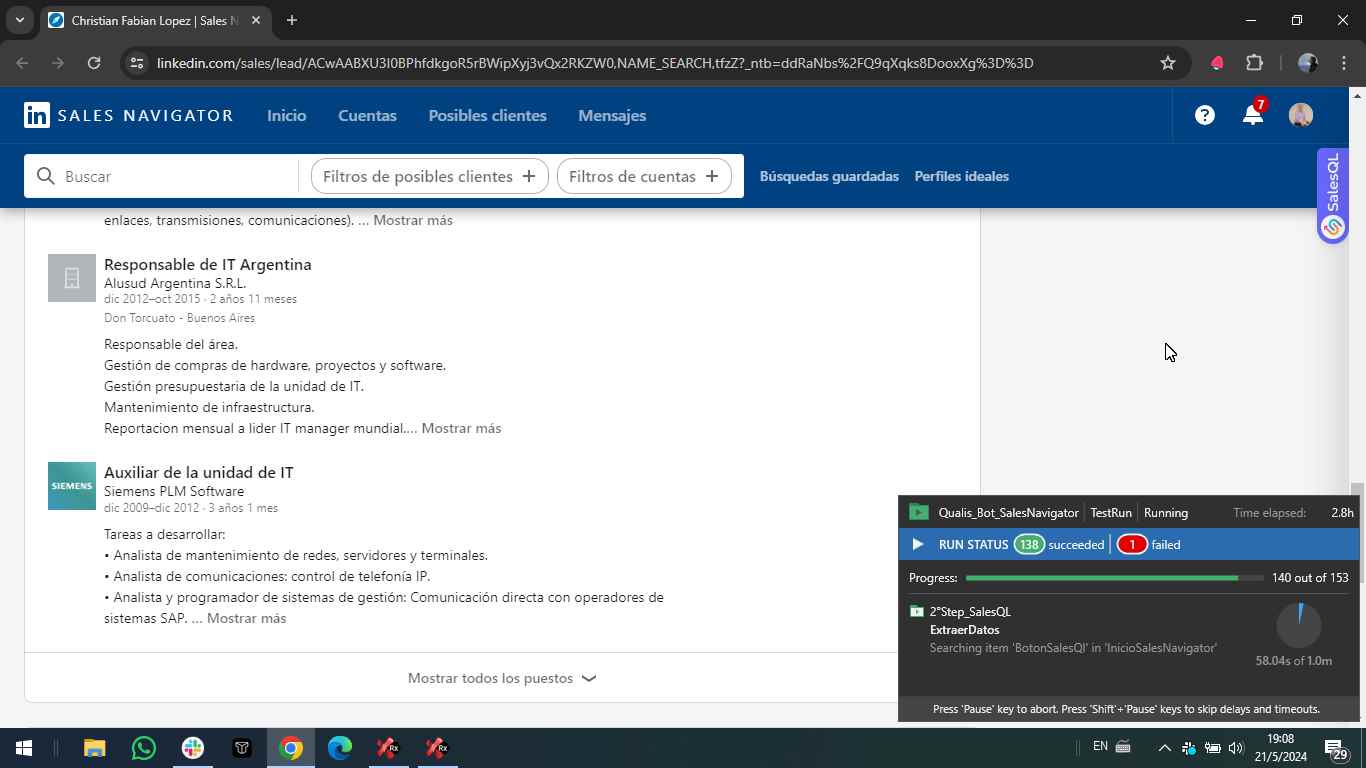 Christian Fabian Lopez | Sales N
linkedin.com/sales/lead/ACwAABXU3I0BPhfdkgoR5rBWipXyj3vQx2RKZW0,NAME_SEARCH,tfzZ?_ntb=ddRaNbs%2FQ9qXqks8DooxXg%3D%3D
in SALES NAVIGATOR Inicio Cuentas Posibles clientes Mensajes ? 7
Buscar Filtros de posibles clientes + Filtros de cuentas + Búsquedas guardadas Perfiles ideales
SalesQL
enlaces, transmisiones, comunicaciones). ... Mostrar más
Responsable de IT Argentina
Alusud Argentina S.R.L.
dic 2012–oct 2015 · 2 años 11 meses
Don Torcuato - Buenos Aires
Responsable del área.
Gestión de compras de hardware, proyectos y software.
Gestión presupuestaria de la unidad de IT.
Mantenimiento de infraestructura.
Reportacion mensual a lider IT manager mundial.... Mostrar más
SIEMENS
Auxiliar de la unidad de IT
Siemens PLM Software
dic 2009–dic 2012 · 3 años 1 mes
Tareas a desarrollar:
• Analista de mantenimiento de redes, servidores y terminales.
• Analista de comunicaciones: control de telefonía IP.
• Analista y programador de sistemas de gestión: Comunicación directa con operadores de
sistemas SAP. ... Mostrar más
Mostrar todos los puestos
Qualis_Bot_SalesNavigator TestRun Running Time elapsed: 2.8h
RUN STATUS 138 succeeded 1 failed
Progress: 140 out of 153
2°Step_SalesQL
ExtraerDatos
Searching item 'BotonSalesQl' in 'InicioSalesNavigator'
58.04s of 1.0m
Press 'Pause' key to abort. Press 'Shift'+'Pause' keys to skip delays and timeouts.
Rx Rx EN 19:08
21/5/2024
29